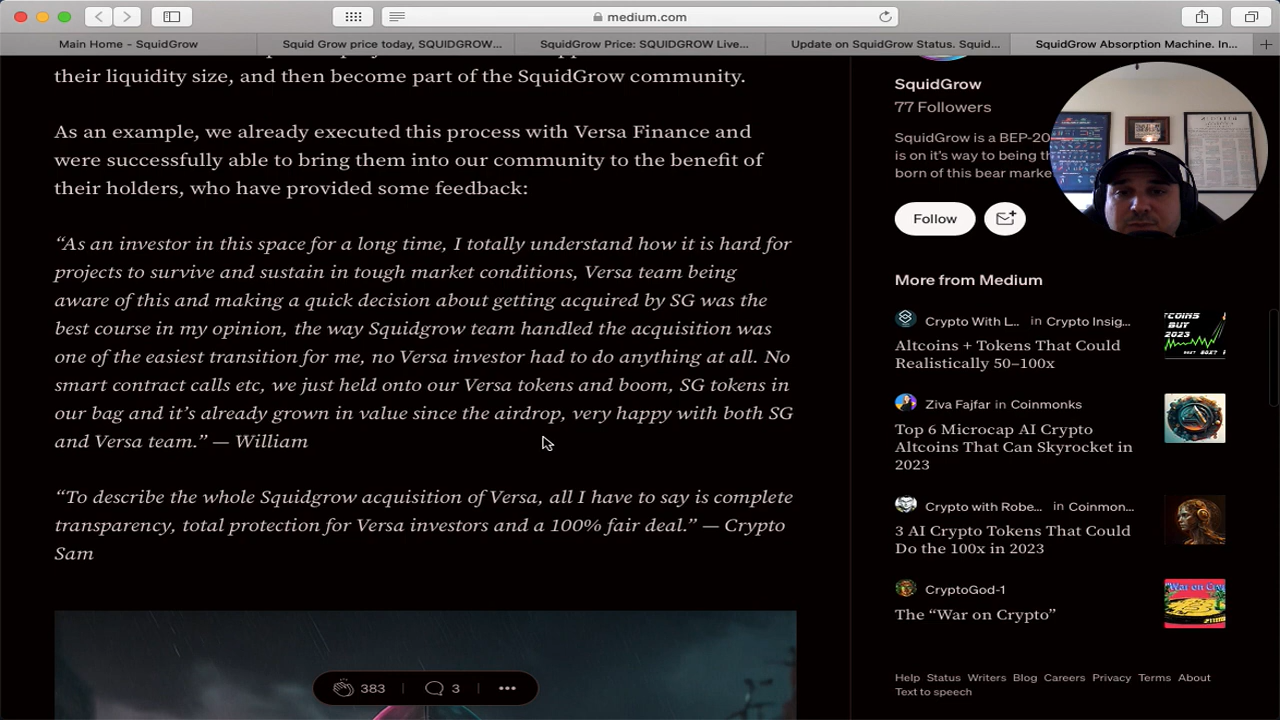 medium.com
Main Home - SquidGrow
Squid Grow price today, SQUIDGROW...
SquidGrow Price: SQUIDGROW Live...
Update on SquidGrow Status. Squid...
SquidGrow Absorption Machine. In...
their liquidity size, and then become part of the SquidGrow community.
As an example, we already executed this process with Versa Finance and
were successfully able to bring them into our community to the benefit of
their holders, who have provided some feedback:
“As an investor in this space for a long time, I totally understand how it is hard for
projects to survive and sustain in tough market conditions, Versa team being
aware of this and making a quick decision about getting acquired by SG was the
best course in my opinion, the way Squidgrow team handled the acquisition was
one of the easiest transition for me, no Versa investor had to do anything at all. No
smart contract calls etc, we just held onto our Versa tokens and boom, SG tokens in
our bag and it’s already grown in value since the airdrop, very happy with both SG
and Versa team.” — William
“To describe the whole Squidgrow acquisition of Versa, all I have to say is complete
transparency, total protection for Versa investors and a 100% fair deal.” — Crypto
Sam
383
3
SquidGrow
77 Followers
SquidGrow is a BEP-20
is on it's way to being th
born of this bear marke
Follow
More from Medium
Crypto With L... in Crypto Insig...
Altcoins + Tokens That Could
Realistically 50–100x
TCOINS
BUY
2023
Ziva Fajfar in Coinmonks
Top 6 Microcap AI Crypto
Altcoins That Can Skyrocket in
2023
Crypto with Robe... in Coinmon...
3 AI Crypto Tokens That Could
Do the 100x in 2023
CryptoGod-1
The “War on Crypto”
Help Status Writers Blog Careers Privacy Terms About
Text to speech